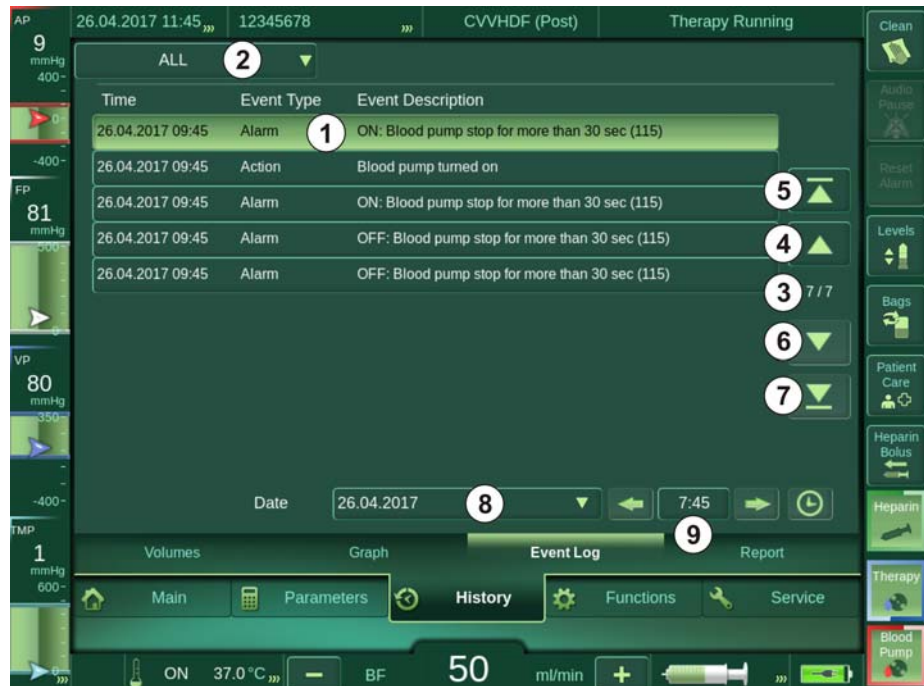 AP
9
mmHg
400
0
-400
FP
81
mmHg
500
0
VP
80
mmHg
350
-400
TMP
1
mmHg
600
26.04.2017 11:45
12345678
CVVHDF (Post)
Therapy Running
ALL
2
Time Event Type Event Description
26.04.2017 09:45 Alarm 1 ON: Blood pump stop for more than 30 sec (115)
26.04.2017 09:45 Action Blood pump turned on
26.04.2017 09:45 Alarm ON: Blood pump stop for more than 30 sec (115)
26.04.2017 09:45 Alarm OFF: Blood pump stop for more than 30 sec (115)
26.04.2017 09:45 Alarm OFF: Blood pump stop for more than 30 sec (115)
5
4
3 7 / 7
6
7
Date 26.04.2017 8 7:45
9
Volumes Graph Event Log Report
Main Parameters History Functions Service
ON 37.0 °C BF 50 ml/min
Clean
Audio
Pause
Reset
Alarm
Levels
Bags
Patient
Care
Heparin
Bolus
Heparin
Therapy
Blood
Pump